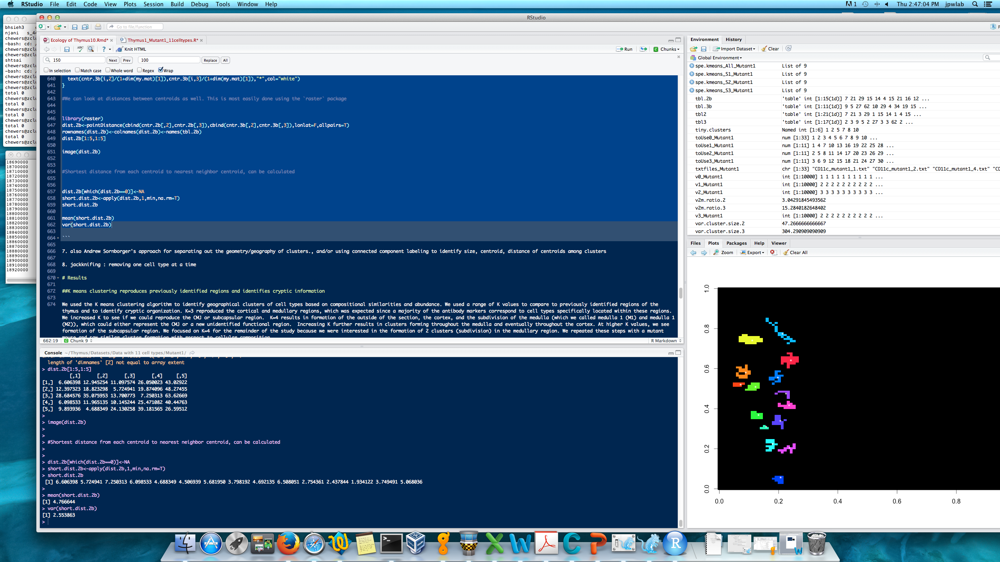 RStudio File Edit Code View Plots Session Build Debug Tools Window Help
1 Thu 2:47:04 PM jpwlab
bhsieh3
njani s_44
chewers@zclu
-bash: cd: /
chewers@zclu
chewers@zclu
shtsai
chewers@zclu
-bash: cd: /
chewers@zclu
chewers@zclu
chewers@zclu
total 0
chewers@zclu
total 0
chewers@zclu
total 0
chewers@zclu
total 0
chewers@zclu
total 0
chewers@zclu
18690000
18700000
18710000
18720000
18730000
18740000
18750000
18760000
18770000
18780000
18790000
18800000
18810000
18820000
18830000
18840000
18850000
18860000
18870000
18880000
18890000
18900000
18910000
18920000
RStudio
Go to file/function
Ecology of Thymus10.Rmd*
Thymus1_Mutant1_11celltypes.R*
ABC ? Knit HTML
Run Chunks
150 Next Prev 100 Replace All
In selection Match case Whole word Regex Wrap
640 text(cntr.3b[i,2]/(1+dim(my.mat)[1]),cntr.3b[i,3]/(1+dim(my.mat)[1]),"*",col="white")
641 }
642
643 #We can look at distances between centroids as well. This is most easily done using the `raster` package
644
645
646 library(raster)
647 dist.2b<-pointDistance(cbind(cntr.2b[,2],cntr.2b[,3]),cbind(cntr.3b[,2],cntr.3b[,3]),lonlat=F,allpairs=T)
648 rownames(dist.2b)<-colnames(dist.2b)<-names(tbl.2b)
649 dist.2b[1:5,1:5]
650
651 image(dist.2b)
652
653
654 #Shortest distance from each centroid to nearest neighbor centroid, can be calculated
655
656
657 dist.2b[which(dist.2b==0)]<-NA
658 short.dist.2b<-apply(dist.2b,1,min,na.rm=T)
659 short.dist.2b
660
661 mean(short.dist.2b)
662 var(short.dist.2b)
663
664 ```
665
666 7. also Andrew Sornborger's approach for separating out the geometry/geography of clusters., and/or using connected component labeling to identify size, centroid, distance of centroids among clusters
667
668 8. jackknifing : removing one cell type at a time
669
670 # Results
671
672 ##K means clustering reproduces previously identified regions and identifies cryptic information
673
674 We used the K means clustering algorithm to identify geographical clusters of cell types based on compositional similarities and abundance. We used a range of K values to compare to previously identified regions of the
thymus and to identify cryptic organization. K=3 reproduced the cortical and medullary regions, which was expected since a majority of the antibody markers correspond to cell types specifically located within these regions.
We increased K to see if we could reproduce the CMJ or subcapsular region.  K=4 results in formation of the outside of the section, the cortex, and the subdivision of the medulla (which we called medulla 1 (M1) and medulla 1
(M2)), which could either represent the CMJ or a new unidentified functional region.  Increasing K further results in clusters forming throughout the medulla and eventually throughout the cortex. At higher K values, we see
formation of the subcapsular region. We focused on K=4 for the remainder of the study because we were interested in the formation of 2 clusters (subdivision) in the medullary region. We repeated these steps with a mutant
mouse and saw similar cluster formation with respect to cellular composition
662:19 C Chunk 9 R Markdown
Console ~/Thymus/Datasets/Data with 11 cell types/Mutant1/
length of 'dimnames' [2] not equal to array extent
> dist.2b[1:5,1:5]
[,1] [,2] [,3] [,4] [,5]
[1,] 6.606398 12.945254 11.097574 26.050023 43.02922
[2,] 12.397323 18.823298 5.724941 19.874096 48.27455
[3,] 28.684576 35.075953 13.700773 7.250313 63.62669
[4,] 6.098533 11.965135 10.145244 25.471082 40.44763
[5,] 9.893936 4.688349 24.130258 39.181565 26.59512
>
> image(dist.2b)
>
>
> #Shortest distance from each centroid to nearest neighbor centroid, can be calculated
>
>
> dist.2b[which(dist.2b==0)]<-NA
> short.dist.2b<-apply(dist.2b,1,min,na.rm=T)
> short.dist.2b
[1] 6.606398 5.724941 7.250313 6.098533 4.688349 4.506939 5.681950 3.798192 4.692135 6.508051 2.754361 2.437844 1.934122 3.749491 5.068036
>
> mean(short.dist.2b)
[1] 4.766644
> var(short.dist.2b)
[1] 2.553863
>
Environment History
Import Dataset Clear
Global Environment
spe.kmeans_All_Mutant1 List of 9
spe.kmeans_S1_Mutant1 List of 9
spe.kmeans_S2_Mutant1 List of 9
spe.kmeans_S3_Mutant1 List of 9
tbl.2b 'table' int [1:15(1d)] 7 21 29 15 14 4 15 21 16 12 ...
tbl.3b 'table' int [1:11(1d)] 9 5 27 62 10 29 4 34 19 15 ...
tbl2 'table' int [1:21(1d)] 7 21 3 29 1 15 14 1 4 15 ...
tbl3 'table' int [1:17(1d)] 2 3 9 5 2 27 3 3 62 2 ...
tiny.clusters Named int [1:6] 1 2 5 7 8 10
toUse0_Mutant1 num [1:33] 1 2 3 4 5 6 7 8 9 10 ...
toUse1_Mutant1 num [1:11] 1 4 7 10 13 16 19 22 25 28 ...
toUse2_Mutant1 num [1:11] 2 5 8 11 14 17 20 23 26 29 ...
toUse3_Mutant1 num [1:11] 3 6 9 12 15 18 21 24 27 30 ...
txtfiles_Mutant1 chr [1:33] "CD11c_mutant1_1.txt" "CD11c_mutant1_2.txt" "CD11c_mutant1_4.txt" "CD
v0_Mutant1 int [1:10000] 1 1 1 1 1 1 1 1 1 1 ...
v1_Mutant1 int [1:10000] 2 2 2 2 2 2 2 2 2 2 ...
v2_Mutant1 int [1:10000] 3 3 3 3 3 3 3 3 3 3 ...
v2m.ratio.2 3.04291845493562
v2m.ratio.3 15.2840182648402
v3_Mutant1 int [1:10000] 2 2 2 2 2 2 2 2 2 2 ...
var.cluster.size.2 47.2666666666667
var.cluster.size.3 304.290909090909
Files Plots Packages Help Viewer
Zoom Export Clear All
1.0
0.8
0.6
0.4
0.2
0.0
0.0 0.2 0.4 0.6 0.8